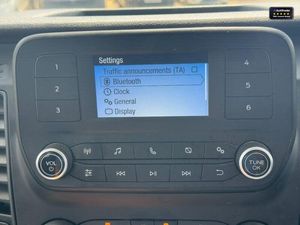 Settings
Traffic announcements (TA)
Bluetooth
Clock
General
Display
1
2
3
4
5
6
VOL
TUNE
OK